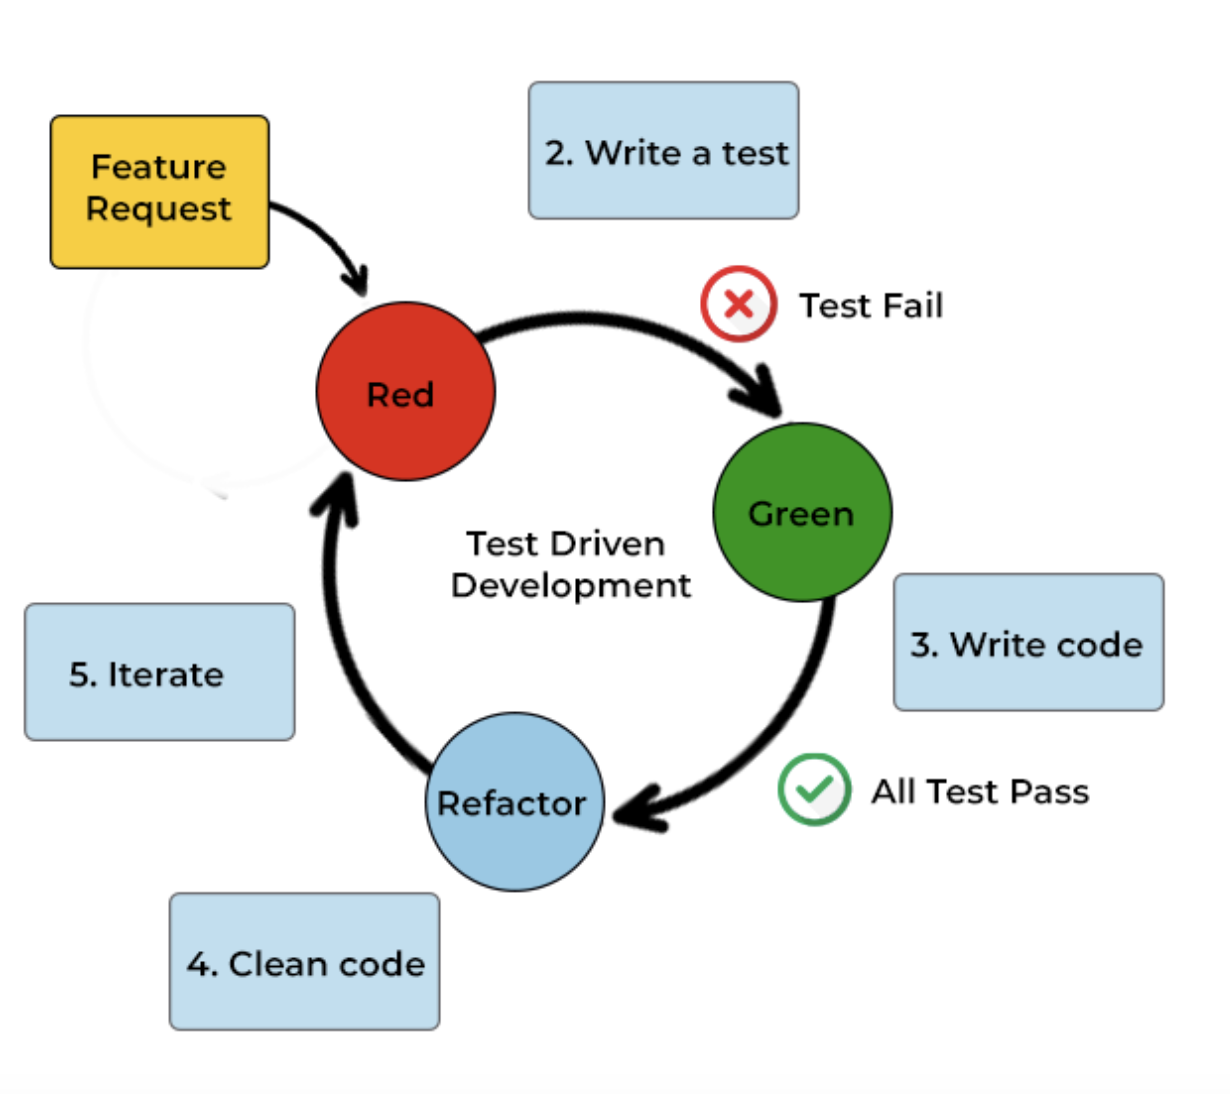 Feature
Request
2. Write a test
Test Fail
Red
Green
Test Driven
Development
3. Write code
5. Iterate
All Test Pass
Refactor
4. Clean code